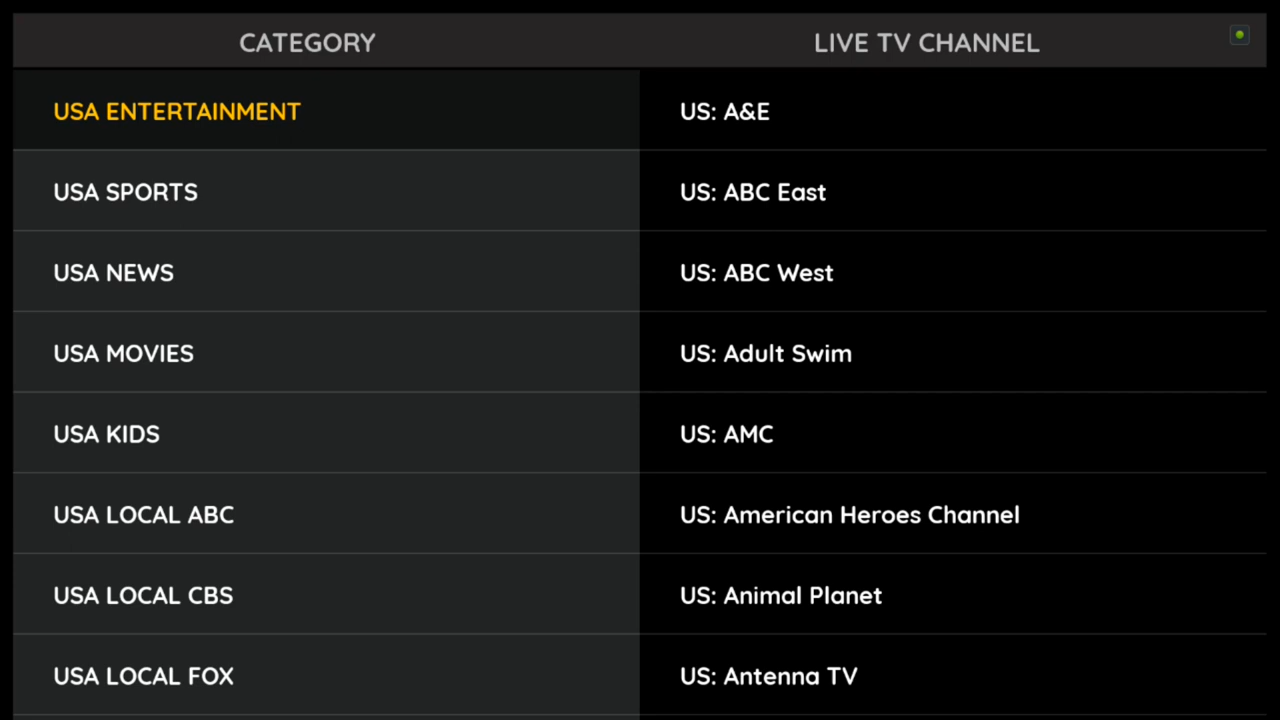 CATEGORY
LIVE TV CHANNEL
USA ENTERTAINMENT
US: A&E
USA SPORTS
US: ABC East
USA NEWS
US: ABC West
USA MOVIES
US: Adult Swim
USA KIDS
US: AMC
USA LOCAL ABC
US: American Heroes Channel
USA LOCAL CBS
US: Animal Planet
USA LOCAL FOX
US: Antenna TV